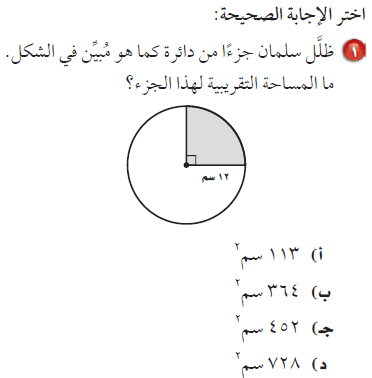 اختر الإجابة الصحيحة:
١ ظلَّل سلمان جزءًا من دائرة كما هو مُبيَّن في الشكل.
ما المساحة التقريبية لهذا الجزء؟
١٢ سم
أ) ١١٣ سم٢
ب) ٣٦٤ سم٢
جـ) ٤٥٢ سم٢
د) ٧٢٨ سم٢